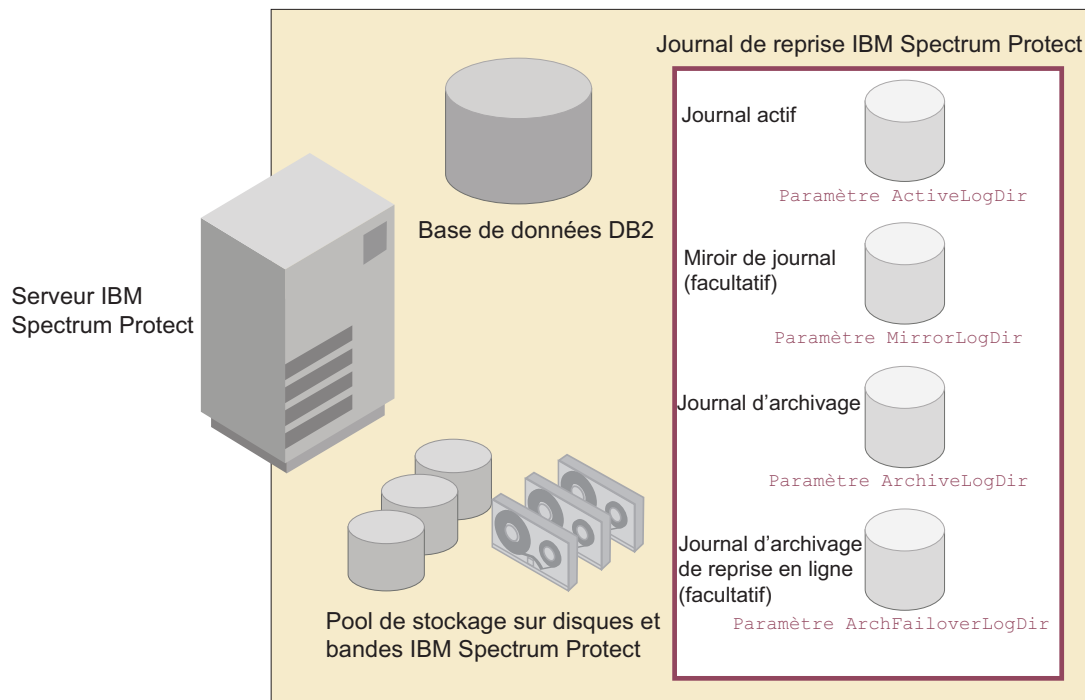 Journal de reprise IBM Spectrum Protect
Journal actif
Paramètre ActiveLogDir
Base de données DB2
Miroir de journal
(facultatif)
Paramètre MirrorLogDir
Serveur IBM
Spectrum Protect
Journal d'archivage
Paramètre ArchiveLogDir
Journal d'archivage
de reprise en ligne
(facultatif)
Paramètre ArchFailoverLogDir
Pool de stockage sur disques et
bandes IBM Spectrum Protect